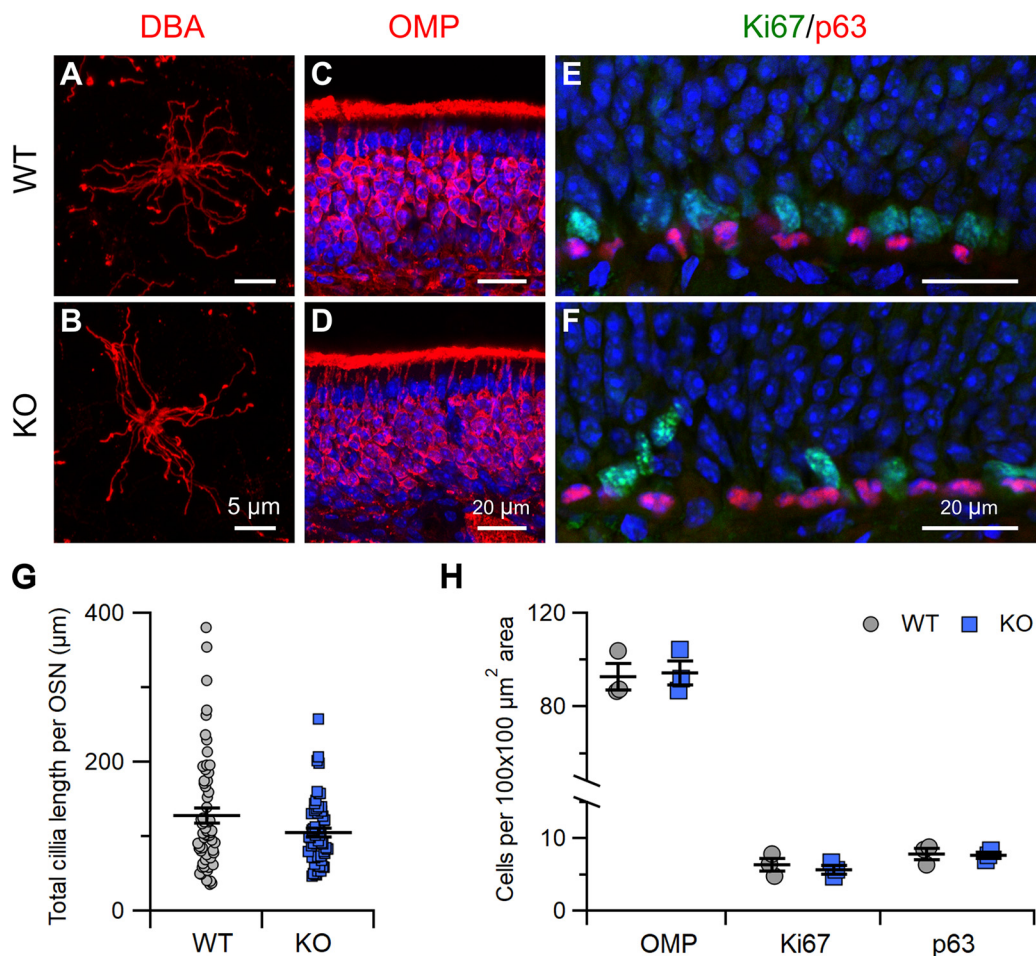 DBA OMP Ki67/p63
A C E
WT
B D F
KO
5 µm 20 µm 20 µm
G H
Total cillia length per OSN (µm)
400
200
0
WT KO
Cells per 100x100 µm² area
120
80
10
0
WT KO
OMP Ki67 p63